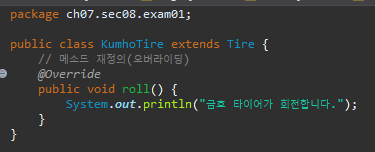 package ch07.sec08.exam01;
public class KumhoTire extends Tire {
// 메소드 재정의(오버라이딩)
@Override
public void roll() {
System.out.println("금호 타이어가 회전합니다.");
}
}